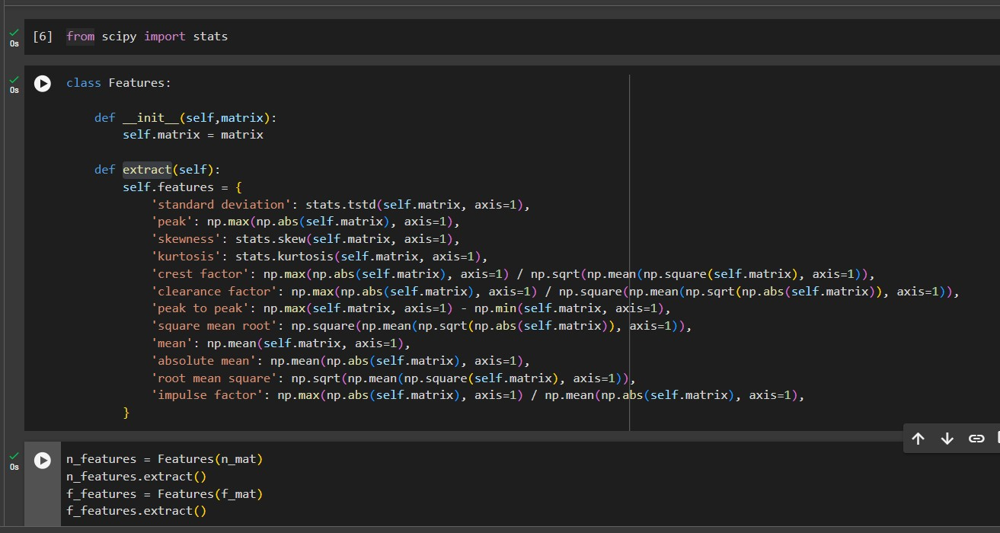 [6] from scipy import stats
0s
class Features:
0s
    def __init__(self,matrix):
        self.matrix = matrix
    def extract(self):
        self.features = {
            'standard deviation': stats.tstd(self.matrix, axis=1),
            'peak': np.max(np.abs(self.matrix), axis=1),
            'skewness': stats.skew(self.matrix, axis=1),
            'kurtosis': stats.kurtosis(self.matrix, axis=1),
            'crest factor': np.max(np.abs(self.matrix), axis=1) / np.sqrt(np.mean(np.square(self.matrix), axis=1)),
            'clearance factor': np.max(np.abs(self.matrix), axis=1) / np.square(np.mean(np.sqrt(np.abs(self.matrix)), axis=1)),
            'peak to peak': np.max(self.matrix, axis=1) - np.min(self.matrix, axis=1),
            'square mean root': np.square(np.mean(np.sqrt(np.abs(self.matrix)), axis=1)),
            'mean': np.mean(self.matrix, axis=1),
            'absolute mean': np.mean(np.abs(self.matrix), axis=1),
            'root mean square': np.sqrt(np.mean(np.square(self.matrix), axis=1)),
            'impulse factor': np.max(np.abs(self.matrix), axis=1) / np.mean(np.abs(self.matrix), axis=1),
        }
n_features = Features(n_mat)
0s
n_features.extract()
f_features = Features(f_mat)
f_features.extract()